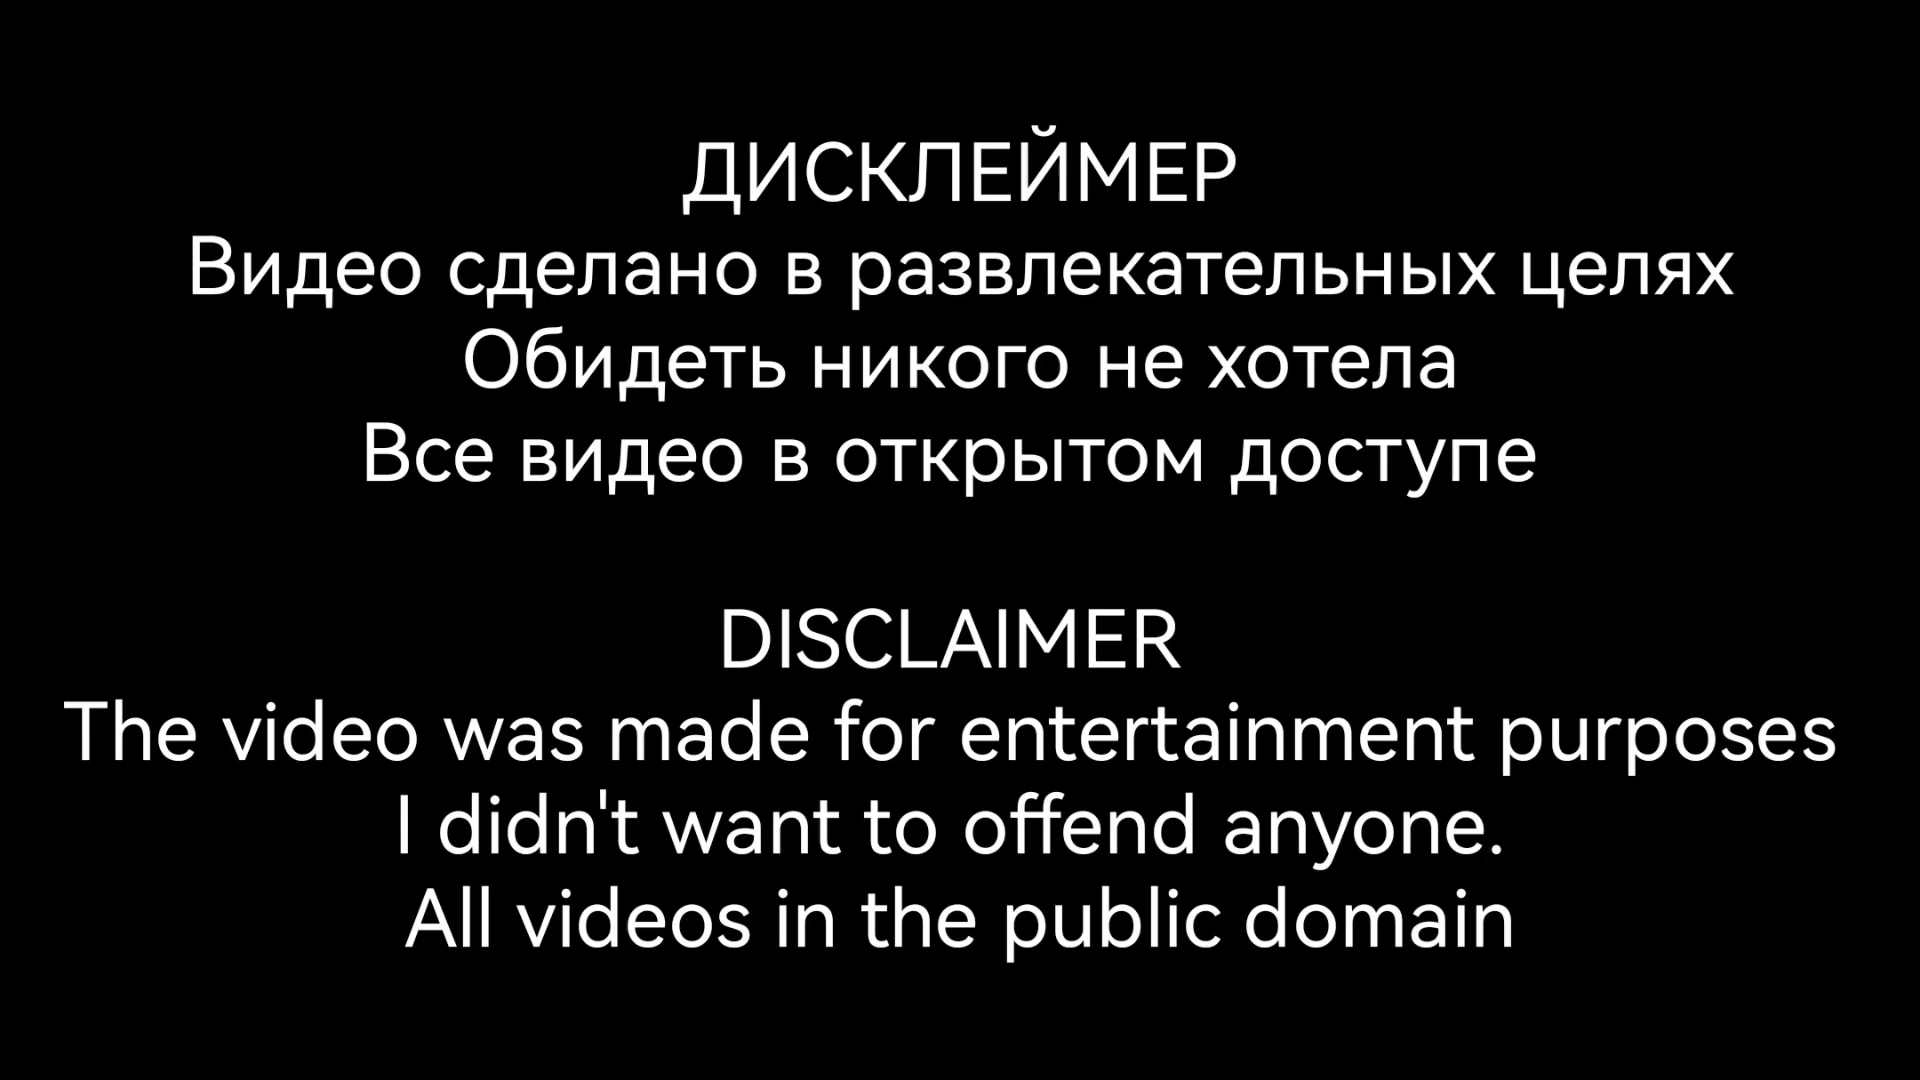 ДИСКЛЕЙМЕР
Видео сделано в развлекательных целях
Обидеть никого не хотела
Все видео в открытом доступе
DISCLAIMER
The video was made for entertainment purposes
I didn't want to offend anyone.
All videos in the public domain